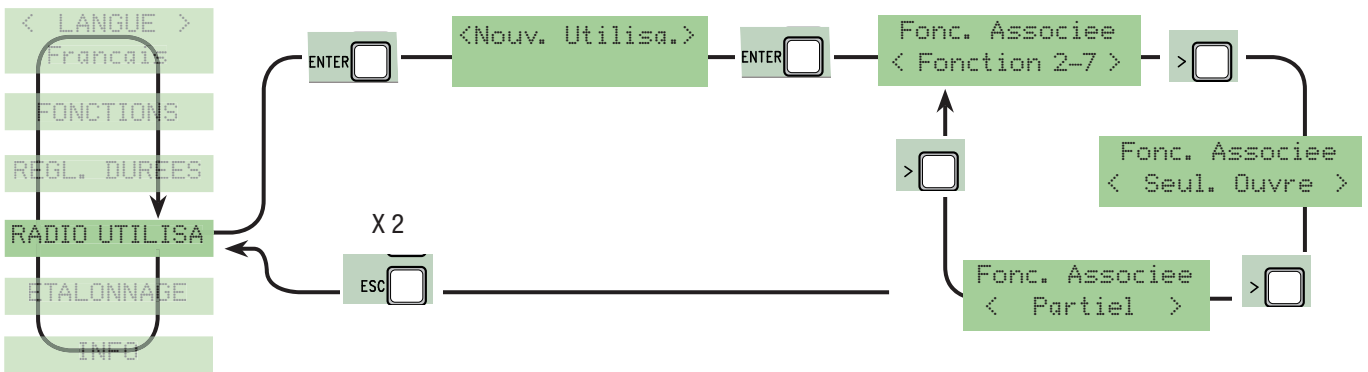 < LANGUE >
Francais
FONCTIONS
REGL. DUREES
RADIO UTILISA
ETALONNAGE
INFO
ENTER
<Nouv. Utilisa.>
ENTER
Fonc. Associee
< Fonction 2-7 >
>
Fonc. Associee
< Seul. Ouvre >
>
Fonc. Associee
< Partiel >
>
X 2
ESC